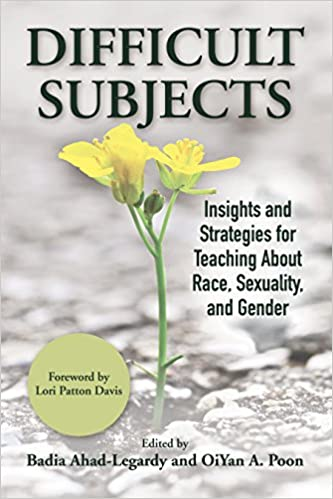 DIFFICULT
SUBJECTS
Insights and
Strategies for
Teaching About
Race, Sexuality,
and Gender
Foreword by
Lori Patton Davis
Edited by
Badia Ahad-Legardy and OiYan A. Poon